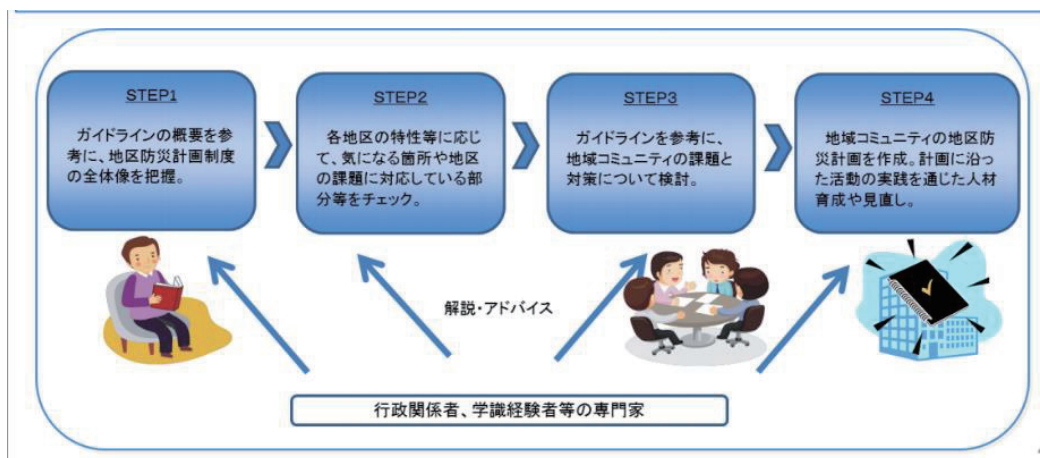 STEP1
ガイドラインの概要を参
考に、地区防災計画制度
の全体像を把握。
STEP2
各地区の特性等に応じ
て、気になる箇所や地区
の課題に対応している部
分等をチェック。
STEP3
ガイドラインを参考に、
地域コミュニティの課題と
対策について検討。
STEP4
地域コミュニティの地区防
災計画を作成。計画に沿っ
た活動の実践を通じた人材
育成や見直し。
解説・アドバイス
行政関係者、学識経験者等の専門家